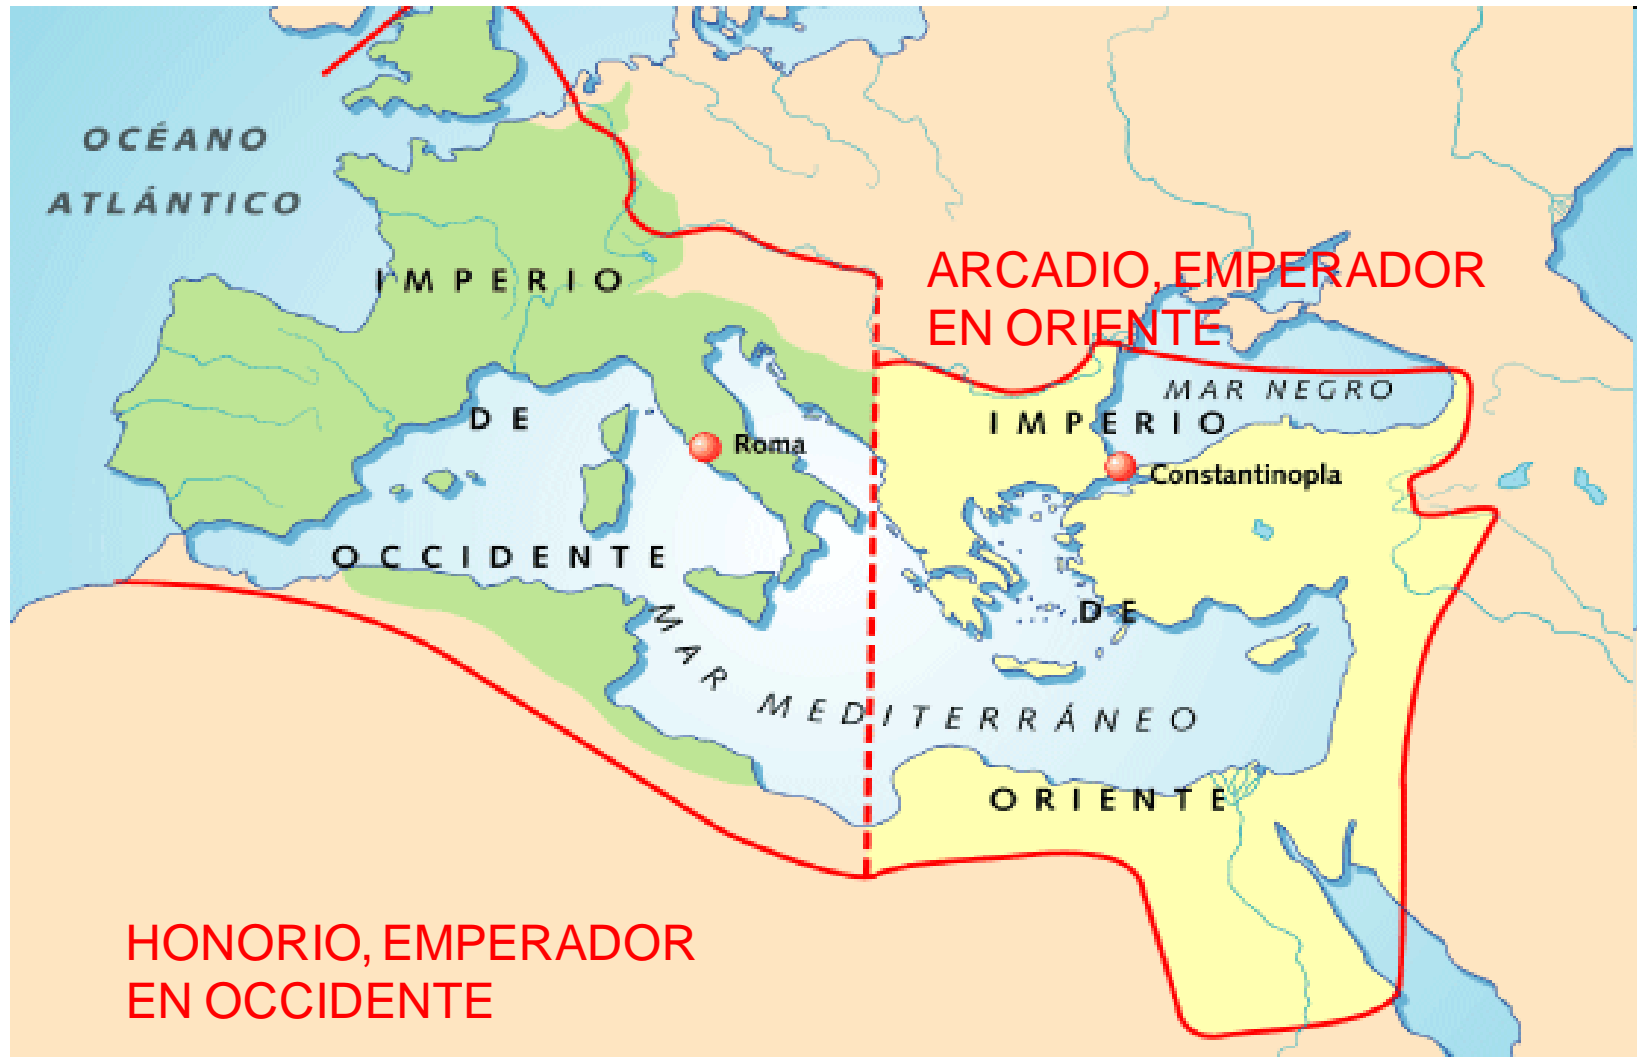 OCÉANO
ATLÁNTICO
ARCADIO, EMPERADOR
EN ORIENTE
IMPERIO
DE
OCCIDENTE
Roma
MAR NEGRO
IMPERIO
Constantinopla
DE
ORIENTE
MAR MEDITERRÁNEO
HONORIO, EMPERADOR
EN OCCIDENTE